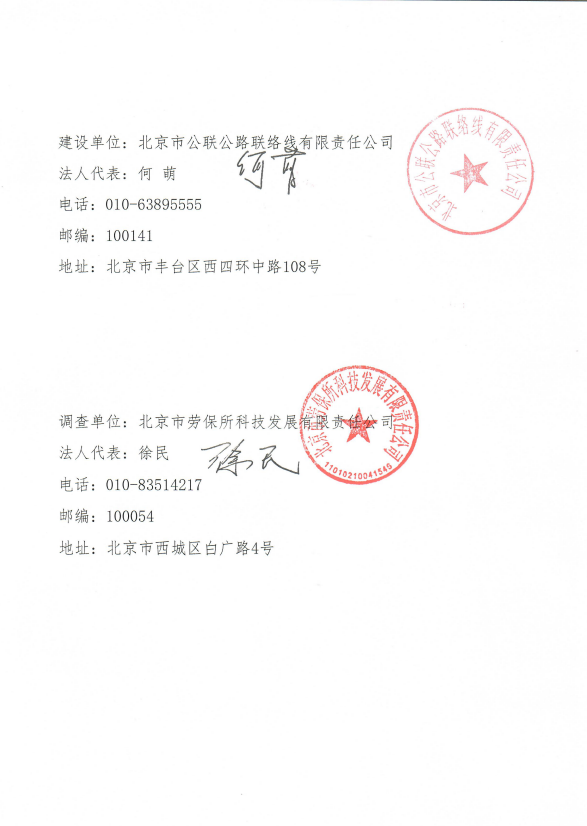 建设单位：北京市公联公路联络线有限责任公司
北京市公联公路联络线有限责任公司
法人代表：何 萌
何萌
电话：010-63895555
邮编：100141
地址：北京市丰台区西四环中路108号
调查单位：北京市劳保所科技发展有限责任公司
北京市劳保所科技发展有限责任公司
1101021004154
法人代表：徐民
徐民
电话：010-83514217
邮编：100054
地址：北京市西城区白广路4号